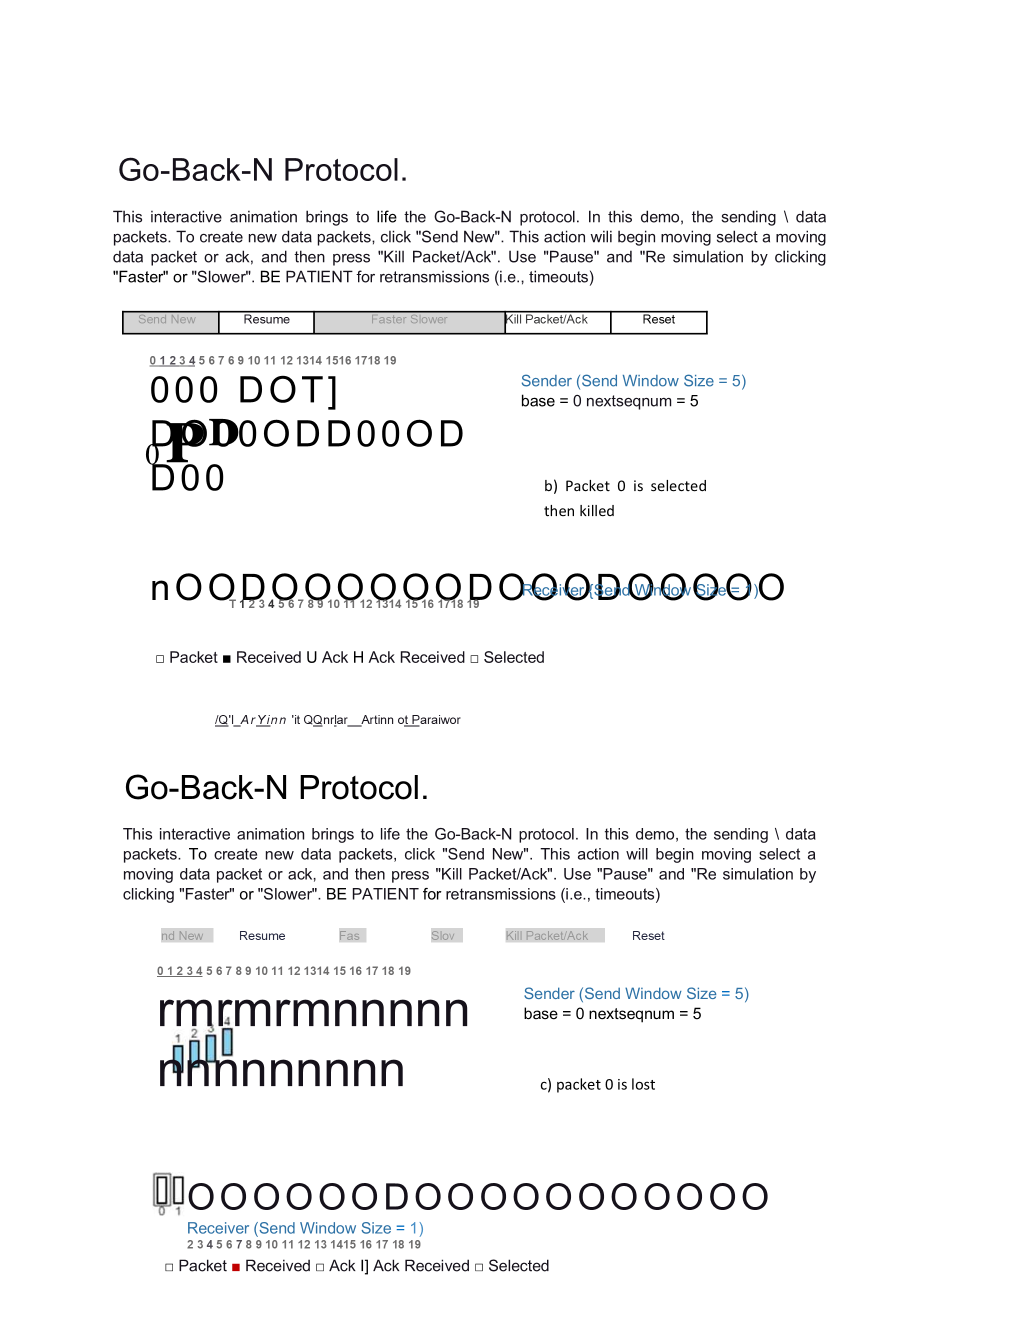 Go-Back-N Protocol.
This interactive animation brings to life the Go-Back-N protocol. In this demo, the sending \ data
packets. To create new data packets, click "Send New". This action wili begin moving select a moving
data packet or ack, and then press "Kill Packet/Ack". Use "Pause" and "Re simulation by clicking
"Faster" or "Slower". BE PATIENT for retransmissions (i.e., timeouts)
Send New Resume Faster Slower Kill Packet/Ack Reset
0 1 2 3 4 5 6 7 6 9 10 11 12 1314 1516 1718 19
000 DOT]
Sender (Send Window Size = 5)
base = 0 nextseqnum = 5
DO00ODD00OD
0 P D
D00
b) Packet 0 is selected
then killed
nOODOOOOOODOOODOOOOO
Receiver (Send Window Size = 1)
T 1 2 3 4 5 6 7 8 9 10 11 12 1314 15 16 1718 19
□ Packet ■ Received U Ack H Ack Received □ Selected
/Q'l_ArYinn 'it QQnrlar__Artinn ot Paraiwor
Go-Back-N Protocol.
This interactive animation brings to life the Go-Back-N protocol. In this demo, the sending \ data
packets. To create new data packets, click "Send New". This action will begin moving select a
moving data packet or ack, and then press "Kill Packet/Ack". Use "Pause" and "Re simulation by
clicking "Faster" or "Slower". BE PATIENT for retransmissions (i.e., timeouts)
nd New Resume Fas Slov Kill Packet/Ack Reset
0 1 2 3 4 5 6 7 8 9 10 11 12 1314 15 16 17 18 19
rmrmrmnnnnn
Sender (Send Window Size = 5)
base = 0 nextseqnum = 5
1 2 3 4
nnnnnnnnn
c) packet 0 is lost
OOOOOODOOOOOOOOOOO
0 1
Receiver (Send Window Size = 1)
2 3 4 5 6 7 8 9 10 11 12 13 1415 16 17 18 19
□ Packet ■ Received □ Ack I] Ack Received □ Selected